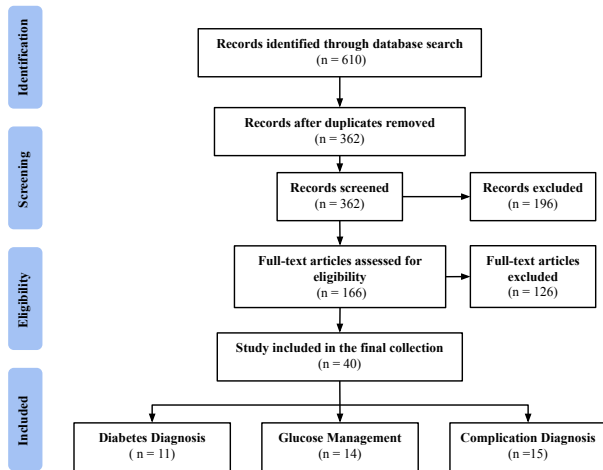 Identification
Records identified through database search
(n = 610)
Records after duplicates removed
(n = 362)
Screening
Records screened
(n = 362)
Records excluded
(n = 196)
Eligibility
Full-text articles assessed for
eligibility
(n = 166)
Full-text articles
excluded
(n = 126)
Study included in the final collection
(n = 40)
Included
Diabetes Diagnosis
( n = 11)
Glucose Management
(n = 14)
Complication Diagnosis
(n =15)